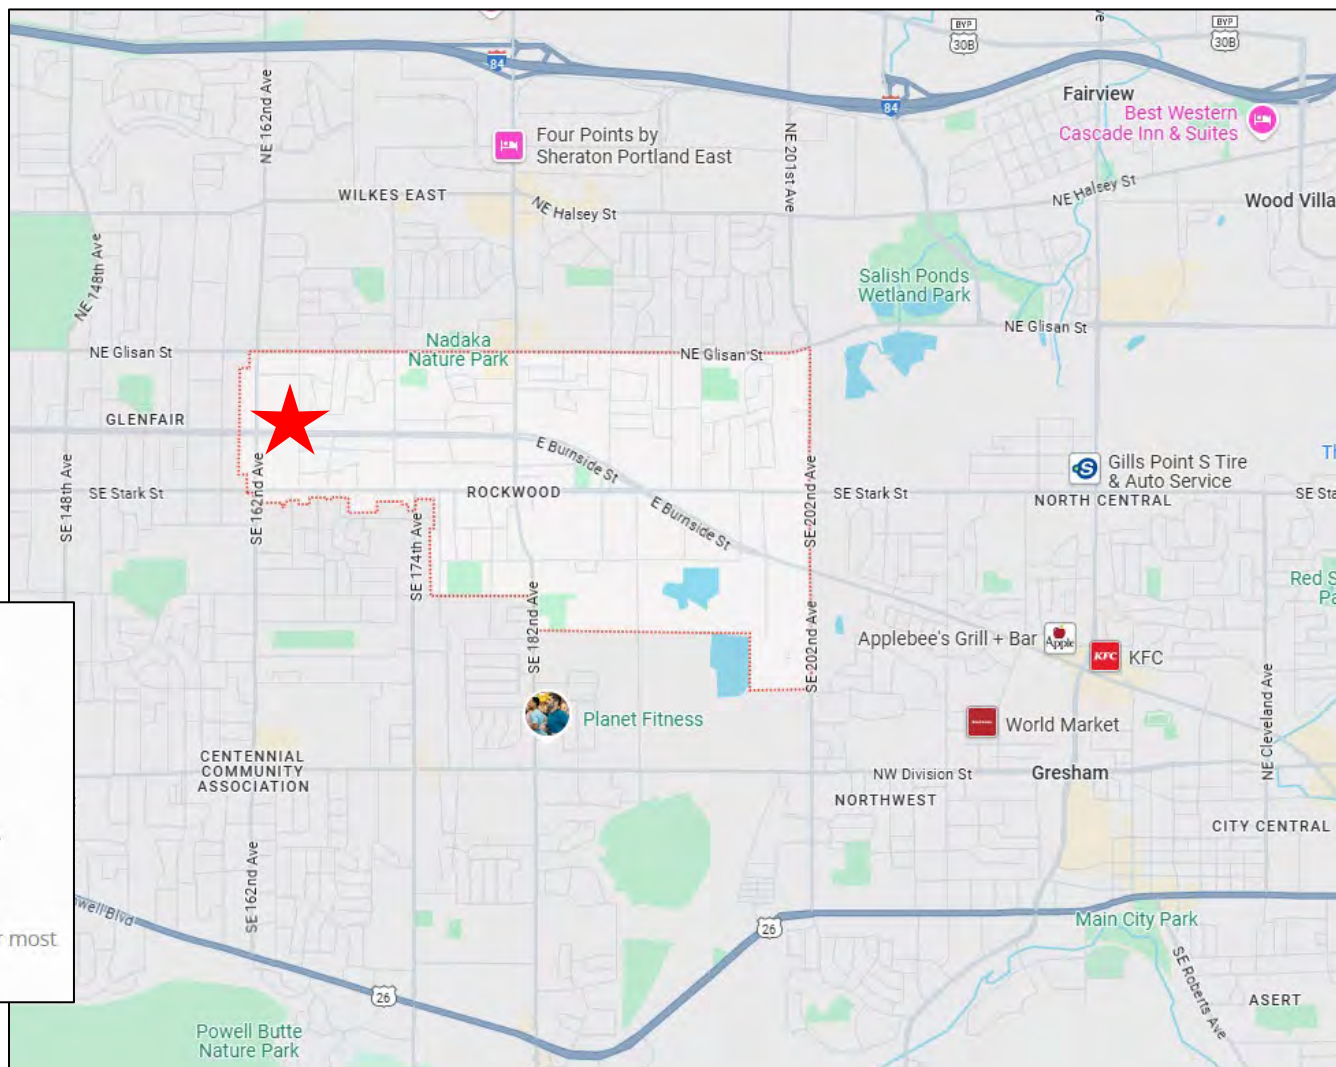 BYP
30B
BYP
30B
84
84
Fairview
Best Western
Cascade Inn & Suites
Four Points by
Sheraton Portland East
NE 162nd Ave
NE 201st Ave
WILKES EAST
NE Halsey St
NE Halsey St
Wood Villa
NE 148th Ave
Salish Ponds
Wetland Park
NE Glisan St
NE Glisan St
Nadaka
Nature Park
NE Glisan St
GLENFAIR
E Burnside St
SE 148th Ave
SE Stark St
SE 162nd Ave
ROCKWOOD
E Burnside St
SE 202nd Ave
SE Stark St
Gills Point S Tire
& Auto Service
NORTH CENTRAL
Th
SE Sta
SE 174th Ave
SE 182nd Ave
SE 202nd Ave
Red S
Pa
Applebee's Grill + Bar
Apple
KFC
KFC
Planet Fitness
World Market
NE Cleveland Ave
CENTENNIAL
COMMUNITY
ASSOCIATION
NW Division St
Gresham
NORTHWEST
CITY CENTRAL
SE 162nd Ave
well Blvd
r most
26
26
Main City Park
SE Roberts Ave
ASERT
Powell Butte
Nature Park